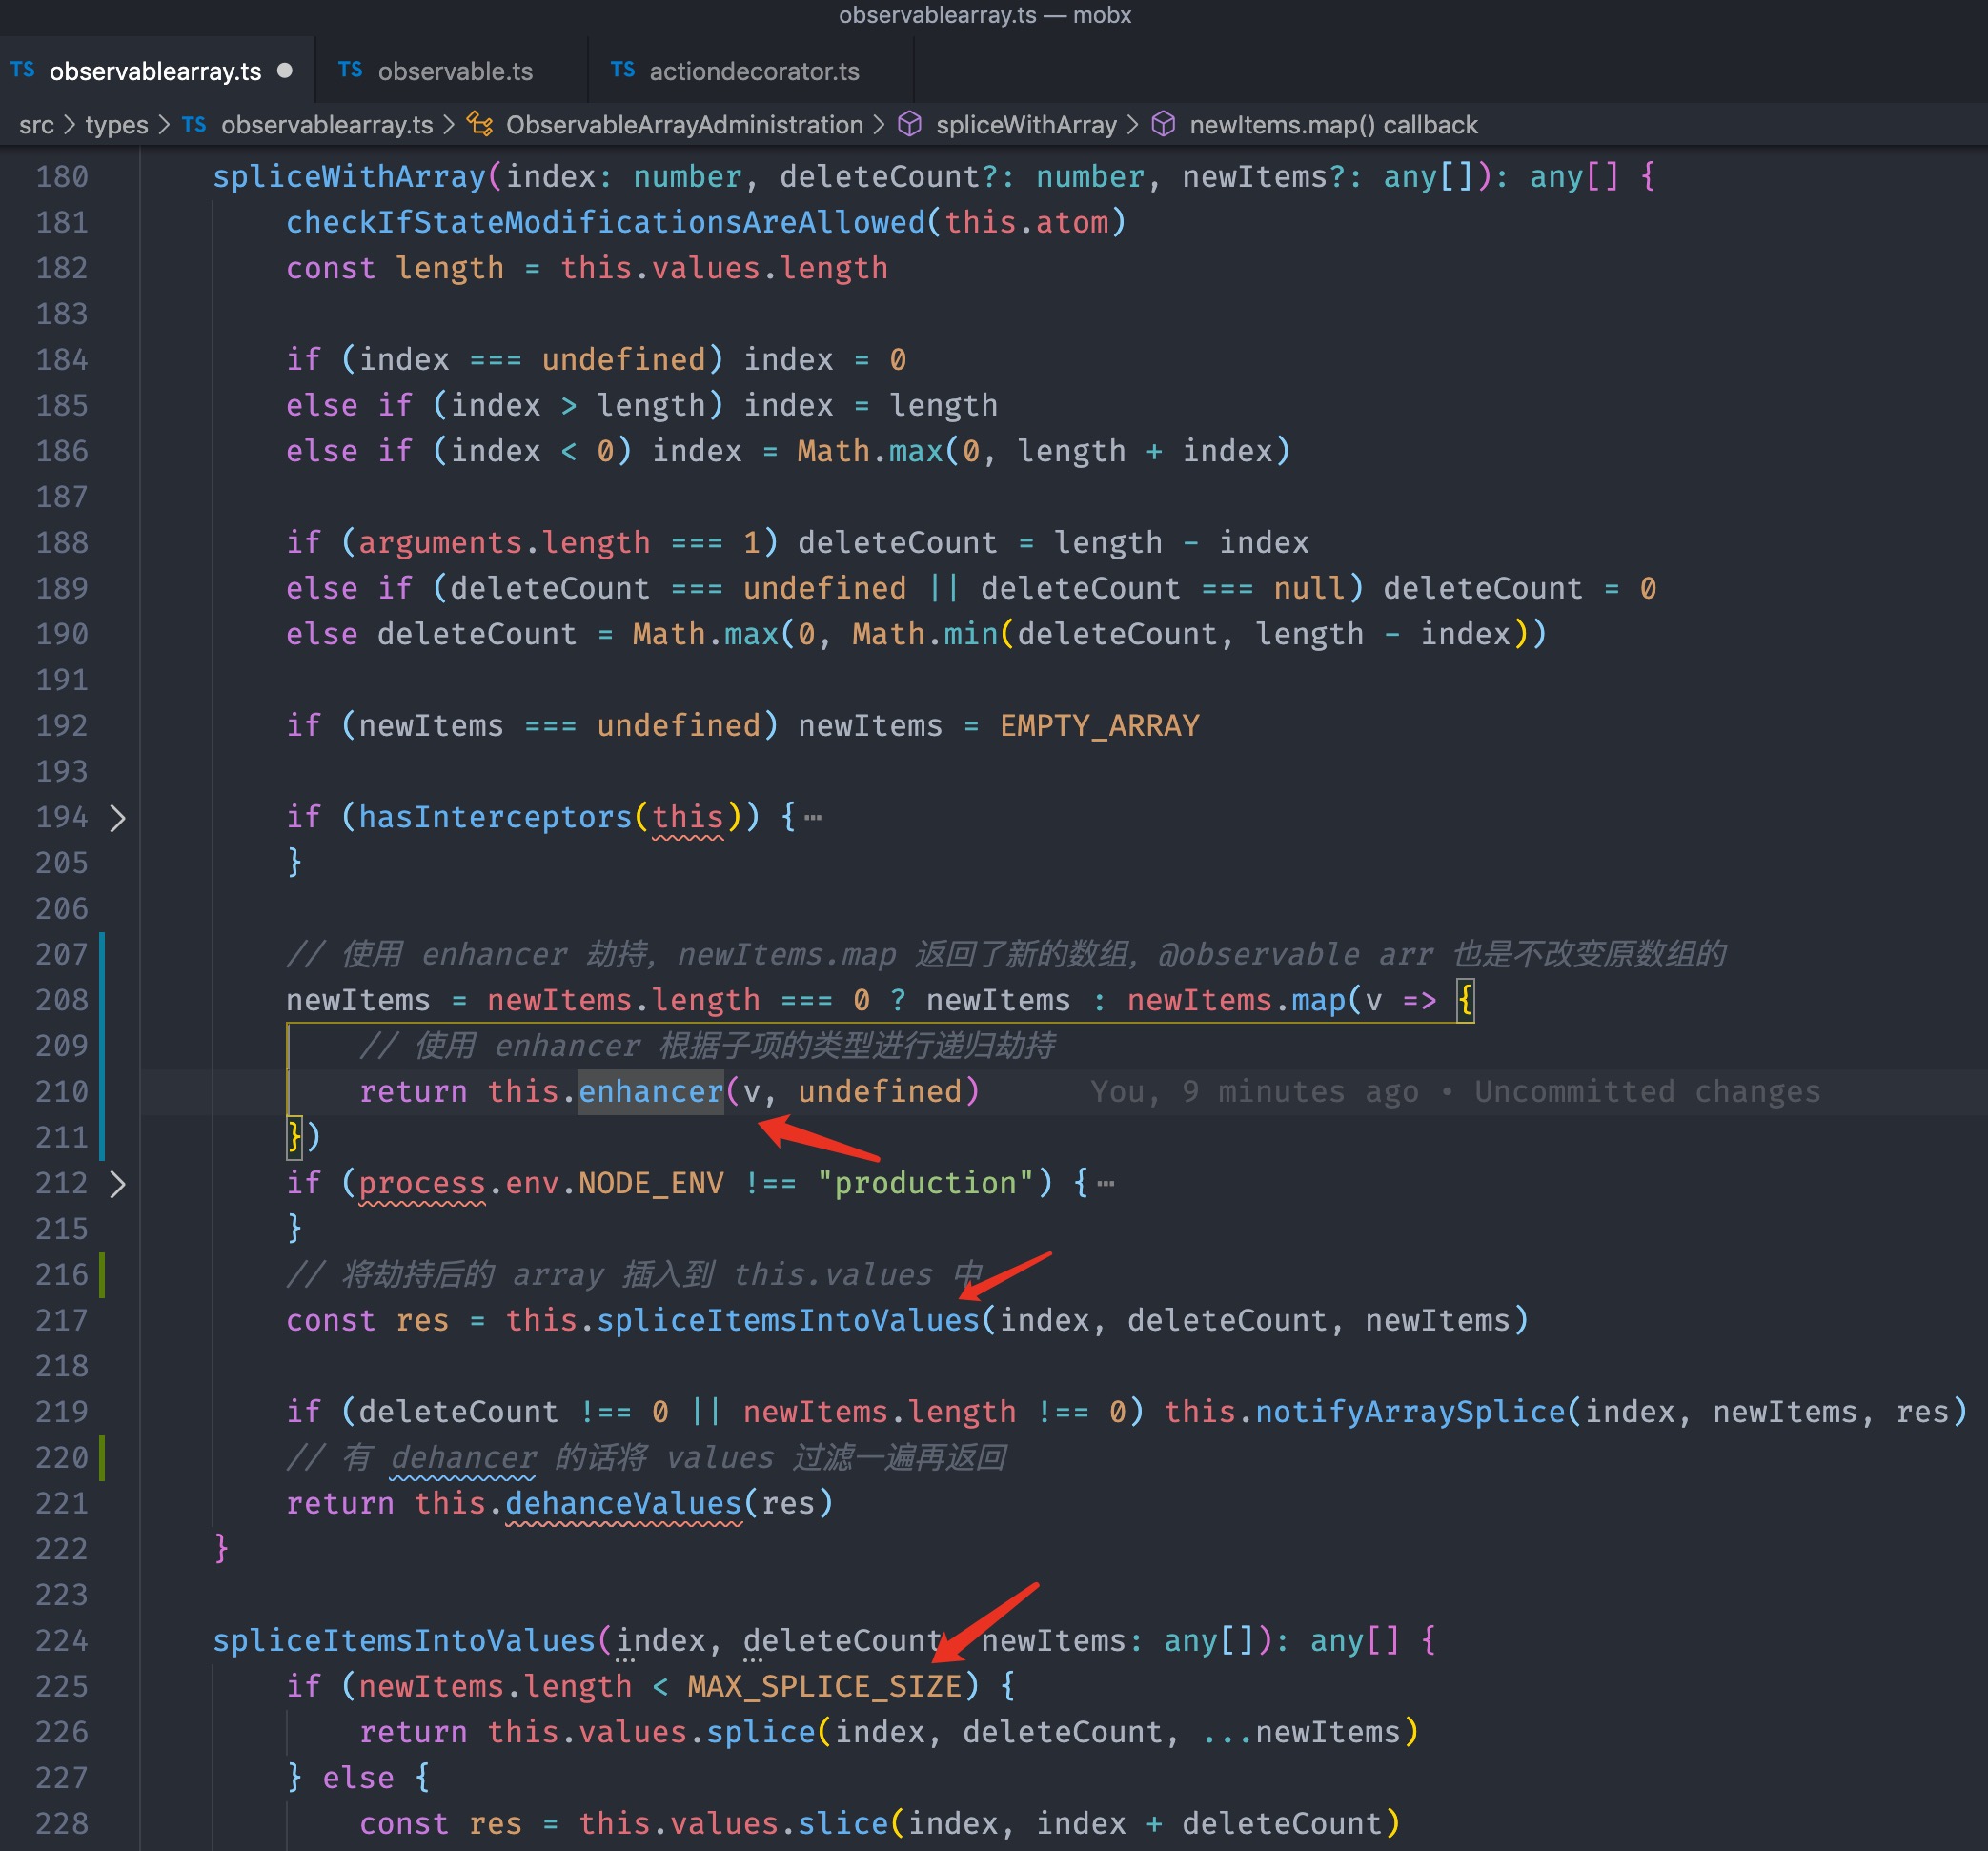 observablearray.ts — mobx
TS observablearray.ts TS observable.ts TS actiondecorator.ts
src > types > TS observablearray.ts > ObservableArrayAdministration > spliceWithArray > newItems.map() callback
180 spliceWithArray(index: number, deleteCount?: number, newItems?: any[]): any[] {
181 checkIfStateModificationsAreAllowed(this.atom)
182 const length = this.values.length
183
184 if (index === undefined) index = 0
185 else if (index > length) index = length
186 else if (index < 0) index = Math.max(0, length + index)
187
188 if (arguments.length === 1) deleteCount = length - index
189 else if (deleteCount === undefined || deleteCount === null) deleteCount = 0
190 else deleteCount = Math.max(0, Math.min(deleteCount, length - index))
191
192 if (newItems === undefined) newItems = EMPTY_ARRAY
193
194 if (hasInterceptors(this)) {⋯
205 }
206
207 // 使用 enhancer 劫持，newItems.map 返回了新的数组，@observable arr 也是不改变原数组的
208 newItems = newItems.length === 0 ? newItems : newItems.map(v => {
209 // 使用 enhancer 根据子项的类型进行递归劫持
210 return this.enhancer(v, undefined) You, 9 minutes ago • Uncommitted changes
211 })
212 if (process.env.NODE_ENV !== "production") {⋯
215 }
216 // 将劫持后的 array 插入到 this.values 中
217 const res = this.spliceItemsIntoValues(index, deleteCount, newItems)
218
219 if (deleteCount !== 0 || newItems.length !== 0) this.notifyArraySplice(index, newItems, res)
220 // 有 dehancer 的话将 values 过滤一遍再返回
221 return this.dehanceValues(res)
222 }
223
224 spliceItemsIntoValues(index, deleteCount, newItems: any[]): any[] {
225 if (newItems.length < MAX_SPLICE_SIZE) {
226 return this.values.splice(index, deleteCount, ...newItems)
227 } else {
228 const res = this.values.slice(index, index + deleteCount)